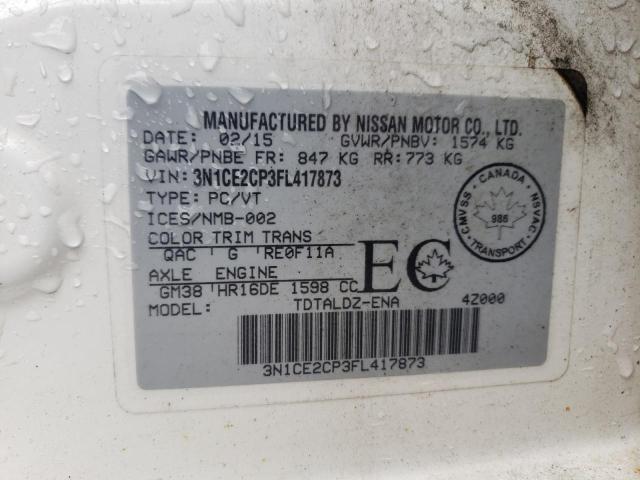 MANUFACTURED BY NISSAN MOTOR CO., LTD.
DATE: 02/15 GVWR/PNBV: 1574 KG
GAWR/PNBE FR: 847 KG RR: 773 KG
VIN: 3N1CE2CP3FL417873
TYPE: PC/VT
ICES/NMB-002
COLOR TRIM TRANS
QAC G RE0F11A
AXLE ENGINE
GM38 HR16DE 1598 CC
MODEL: TDTALDZ-ENA 4Z000
EC
CANADA
CMVSS NSVAC
986
TRANSPORT
3N1CE2CP3FL417873